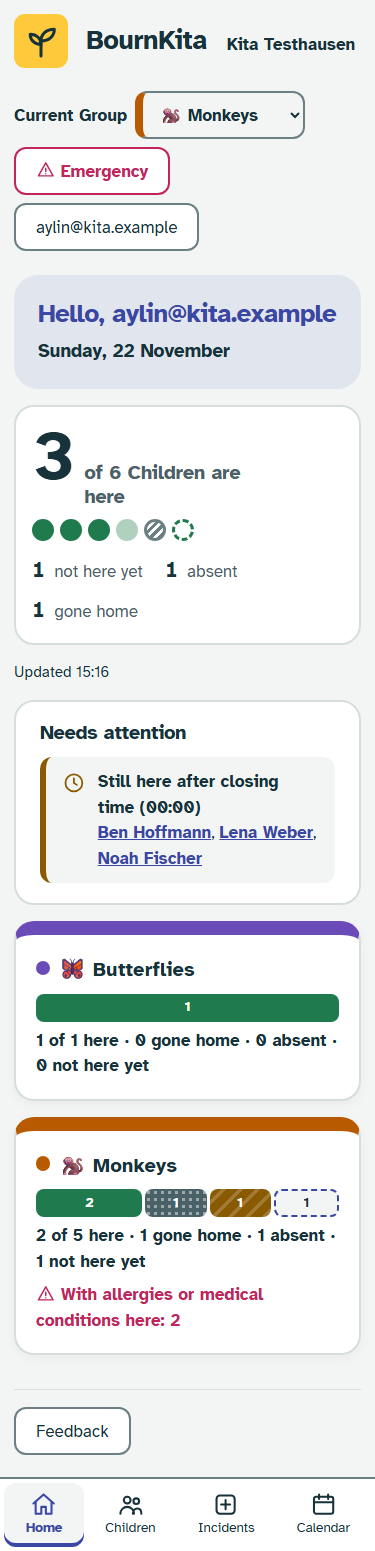 BournKita
Kita Testhausen
Current Group
Monkeys
Emergency
aylin@kita.example
Hello, aylin@kita.example
Sunday, 22 November
3 of 6 Children are
here
1 not here yet 1 absent
1 gone home
Updated 15:16
Needs attention
Still here after closing
time (00:00)
Ben Hoffmann, Lena Weber,
Noah Fischer
Butterflies
1
1 of 1 here · 0 gone home · 0 absent ·
0 not here yet
Monkeys
2 1 1 1
2 of 5 here · 1 gone home · 1 absent ·
1 not here yet
With allergies or medical
conditions here: 2
Feedback
Home Children Incidents Calendar